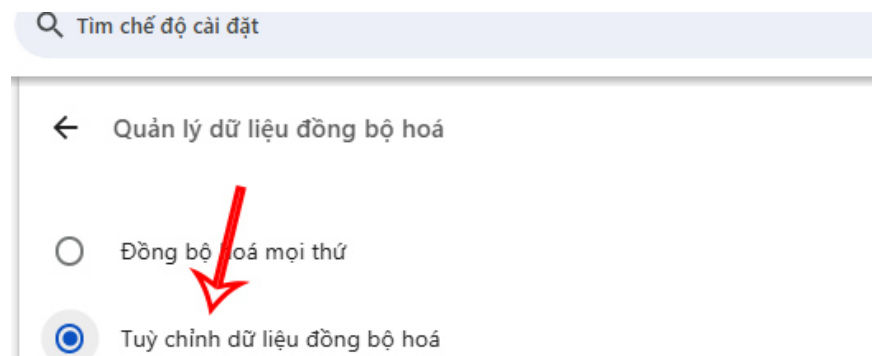 Tìm chế độ cài đặt
Quản lý dữ liệu đồng bộ hoá
Đồng bộ hoá mọi thứ
Tuỳ chỉnh dữ liệu đồng bộ hoá